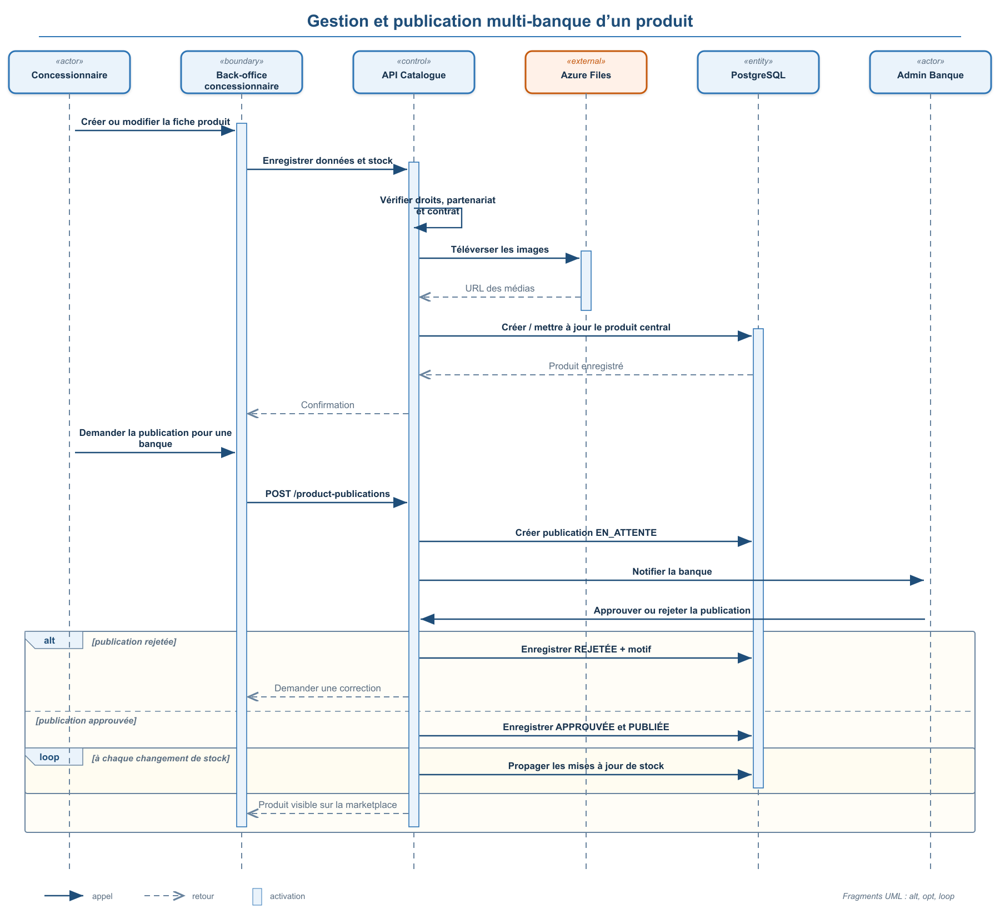 Gestion et publication multi-banque d’un produit
«actor»
Concessionnaire
«boundary»
Back-office
concessionnaire
«control»
API Catalogue
«external»
Azure Files
«entity»
PostgreSQL
«actor»
Admin Banque
Créer ou modifier la fiche produit
Enregistrer données et stock
Vérifier droits, partenariat
et contrat
Téléverser les images
URL des médias
Créer / mettre à jour le produit central
Produit enregistré
Confirmation
Demander la publication pour une
banque
POST /product-publications
Créer publication EN_ATTENTE
Notifier la banque
Approuver ou rejeter la publication
alt
[publication rejetée]
Enregistrer REJETÉE + motif
Demander une correction
[publication approuvée]
Enregistrer APPROUVÉE et PUBLIÉE
loop
[à chaque changement de stock]
Propager les mises à jour de stock
Produit visible sur la marketplace
appel
retour
activation
Fragments UML : alt, opt, loop